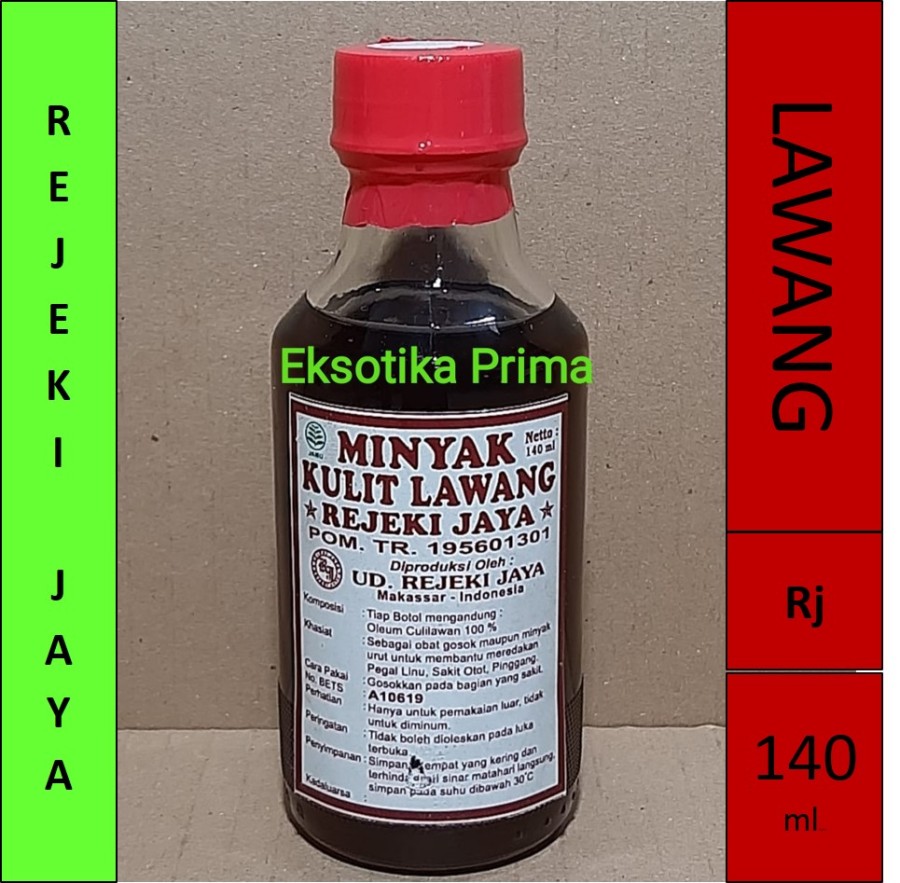 REJEKI JAYA
Eksotika Prima
JAMU
MINYAK
Netto :
140 ml
KULIT LAWANG
REJEKI JAYA
POM. TR. 195601301
Diproduksi Oleh :
UD. REJEKI JAYA
Makassar - Indonesia
Komposisi : Tiap Botol mengandung :
Oleum Culilawan 100 %
Khasiat : Sebagai obat gosok maupun minyak
urut untuk membantu meredakan
Pegal Linu, Sakit Otot, Pinggang.
Cara Pakai : Gosokkan pada bagian yang sakit.
No. BETS : A10619
Perhatian : Hanya untuk pemakaian luar, tidak
untuk diminum.
Peringatan : Tidak boleh dioleskan pada luka
terbuka
Penyimpanan : Simpan tempat yang kering dan
sinar matahari langsung,
simpan pada suhu dibawah 30°C
Kadaluarsa :
LAWANG
Rj
140
ml